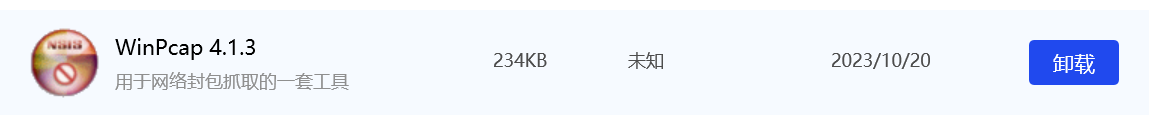 NSIS
WinPcap 4.1.3
用于网络封包抓取的一套工具
234KB
未知
2023/10/20
卸载